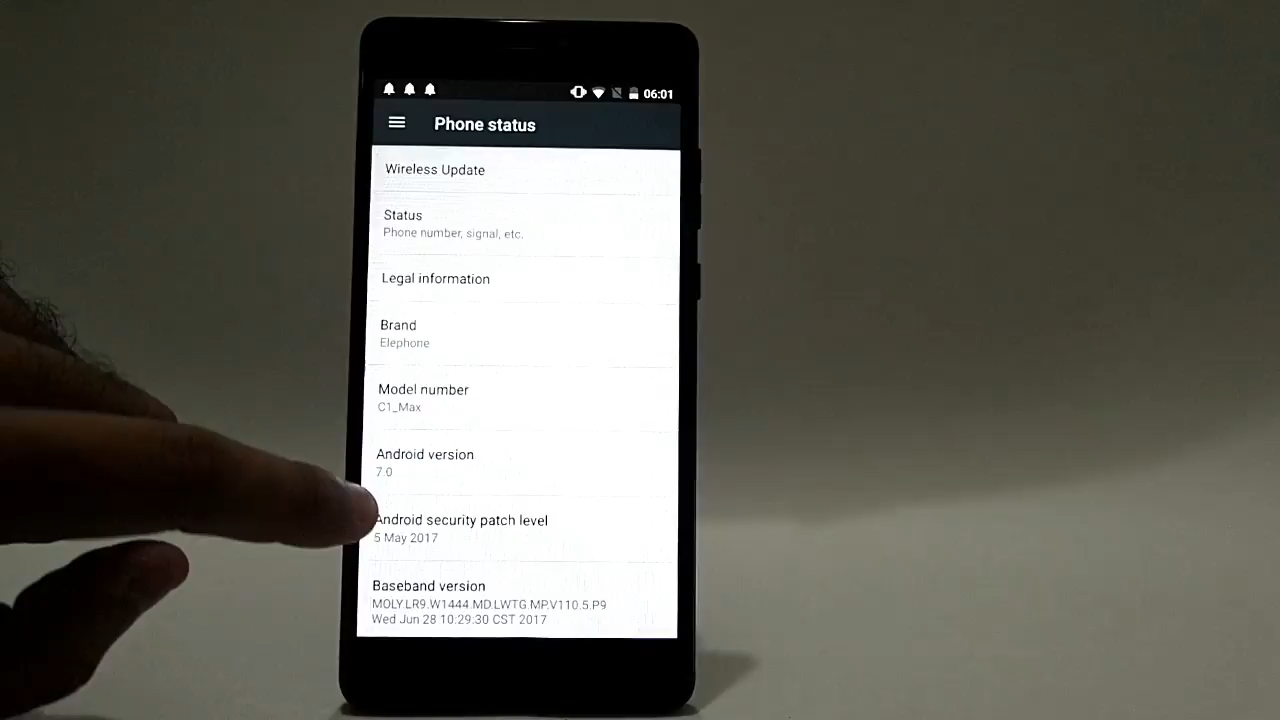 06:01
Phone status
Wireless Update
Status
Phone number, signal, etc.
Legal information
Brand
Elephone
Model number
C1_Max
Android version
7.0
Android security patch level
5 May 2017
Baseband version
MOLY.LR9.W1444.MD.LWTG.MP.V110.5.P9
Wed Jun 28 10:29:30 CST 2017